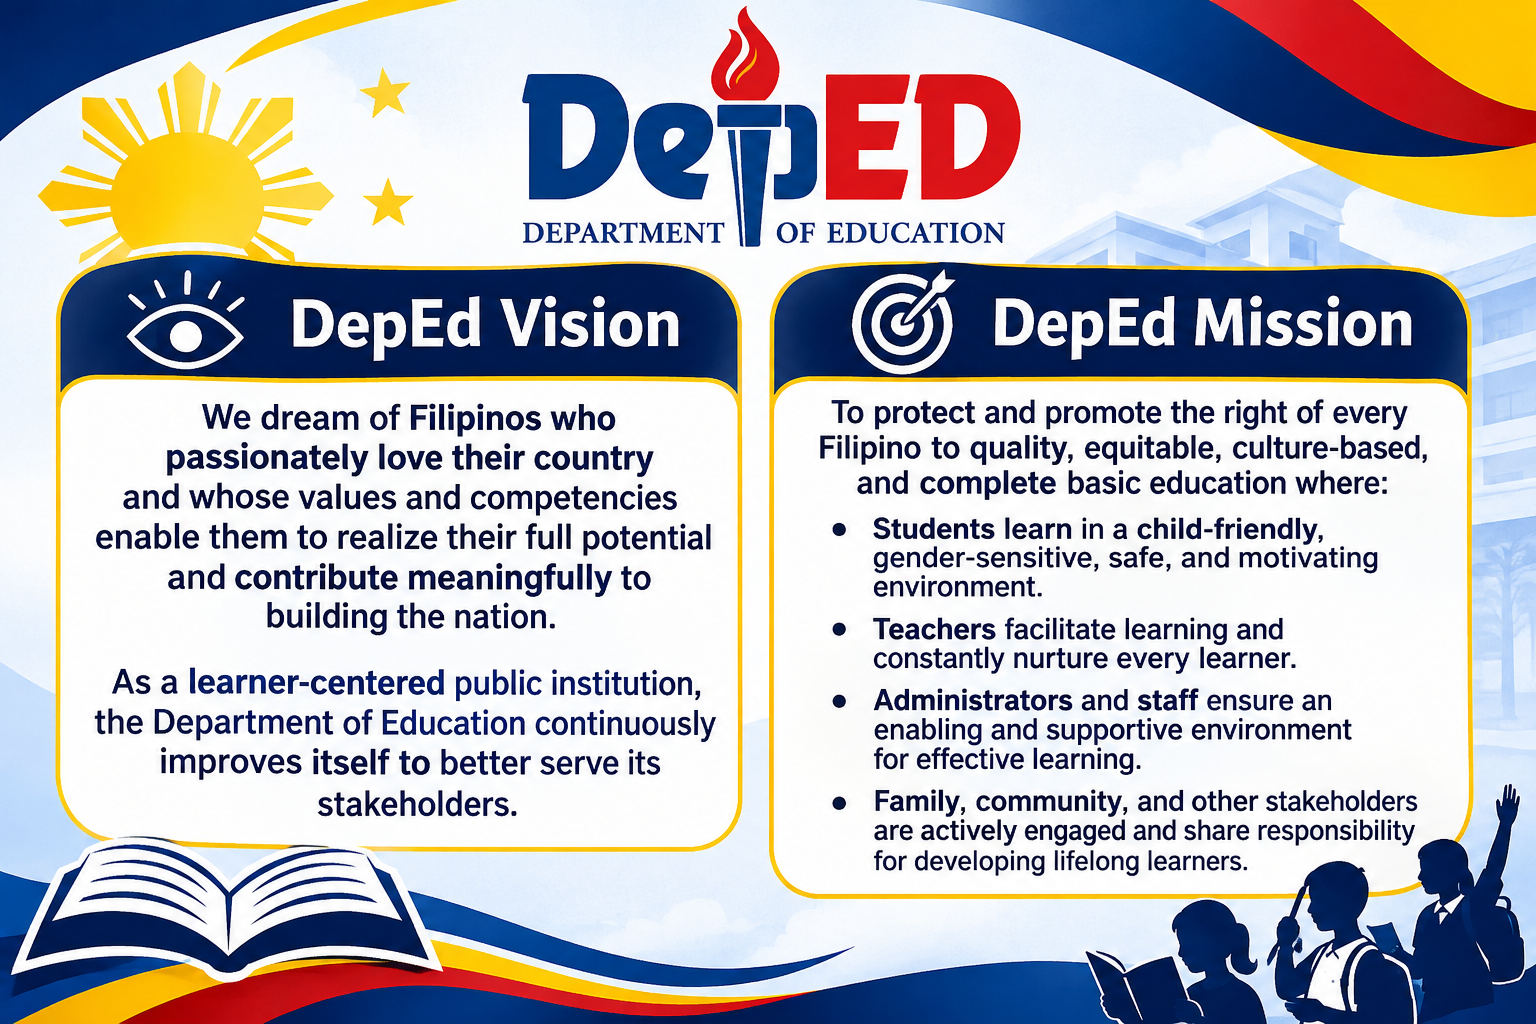 DepED
DEPARTMENT OF EDUCATION
DepEd Vision
We dream of Filipinos who
passionately love their country
and whose values and competencies
enable them to realize their full potential
and contribute meaningfully to
building the nation.
As a learner-centered public institution,
the Department of Education continuously
improves itself to better serve its
stakeholders.
DepEd Mission
To protect and promote the right of every
Filipino to quality, equitable, culture-based,
and complete basic education where:
• Students learn in a child-friendly,
gender-sensitive, safe, and motivating
environment.
• Teachers facilitate learning and
constantly nurture every learner.
• Administrators and staff ensure an
enabling and supportive environment
for effective learning.
• Family, community, and other stakeholders
are actively engaged and share responsibility
for developing lifelong learners.